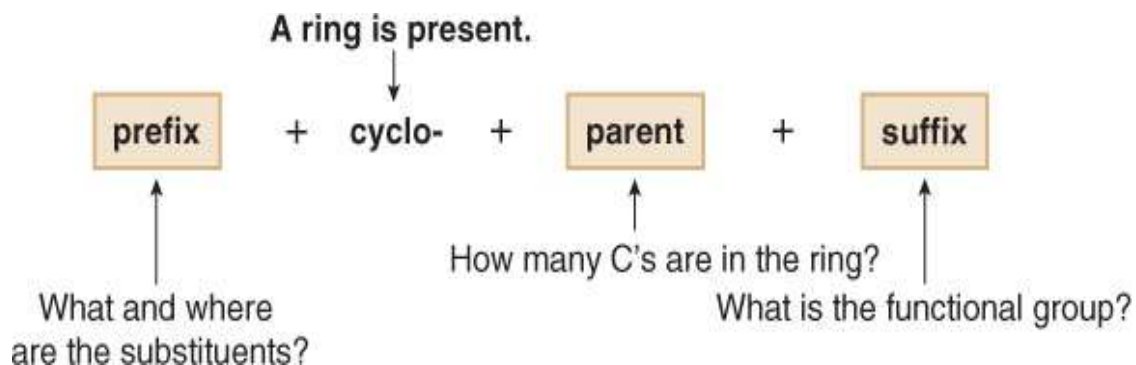 A ring is present.
prefix + cyclo- + parent + suffix
How many C's are in the ring?
What and where
are the substituents?
What is the functional group?